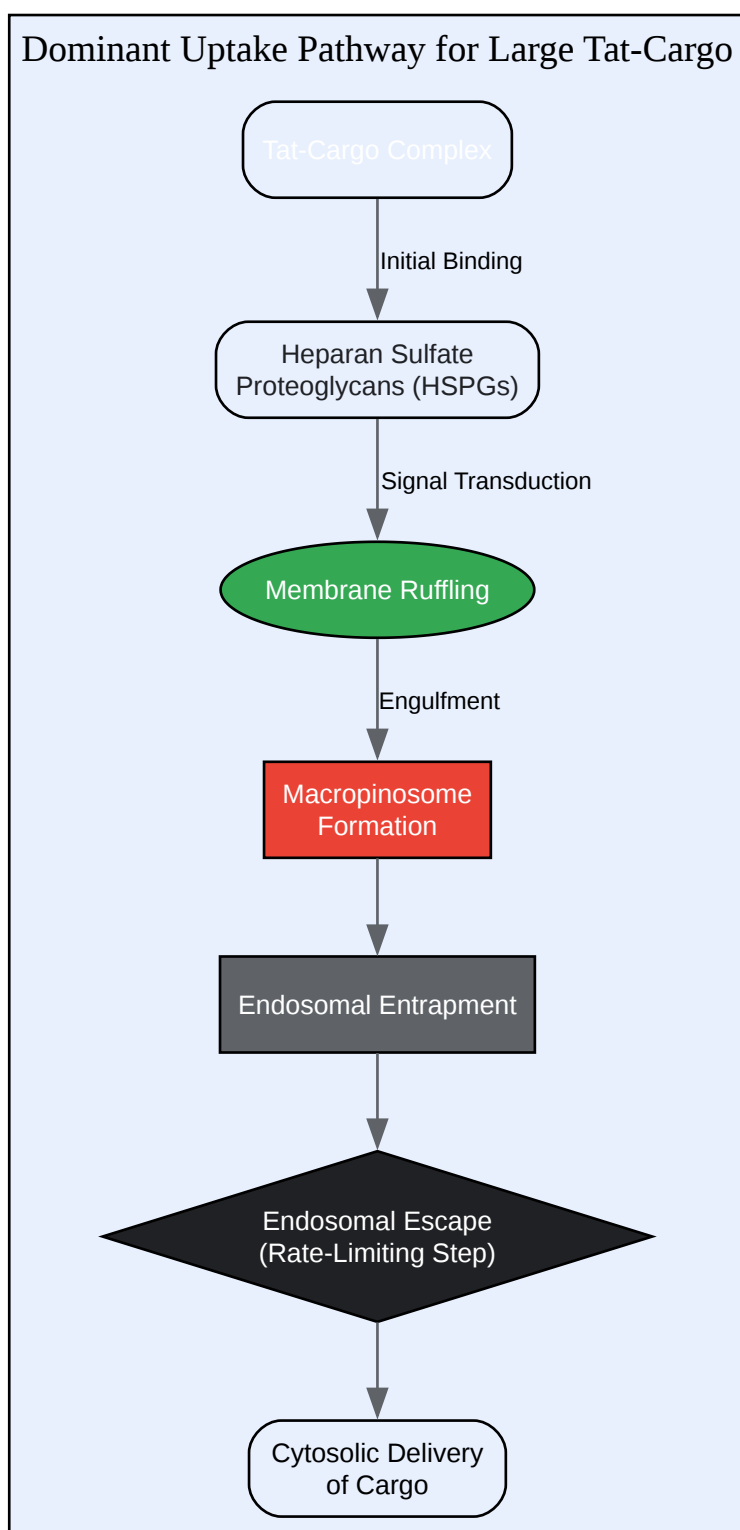 Dominant Uptake Pathway for Large Tat-Cargo
Tat-Cargo Complex
Initial Binding
Heparan Sulfate
Proteoglycans (HSPGs)
Signal Transduction
Membrane Ruffling
Engulfment
Macropinosome
Formation
Endosomal Entrapment
Endosomal Escape
(Rate-Limiting Step)
Cytosolic Delivery
of Cargo